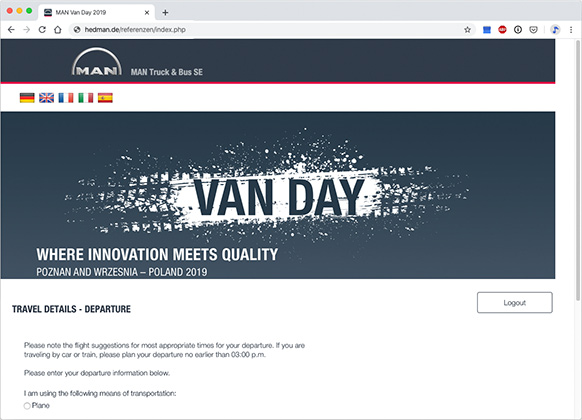 MAN Van Day 2019
hedman.de/referenzen/index.php
ABP
MAN
MAN Truck & Bus SE
VAN DAY
WHERE INNOVATION MEETS QUALITY
POZNAN AND WRZESNIA – POLAND 2019
Logout
TRAVEL DETAILS - DEPARTURE
Please note the flight suggestions for most appropriate times for your departure. If you are
traveling by car or train, please plan your departure no earlier than 03:00 p.m.
Please enter your departure information below.
I am using the following means of transportation:
Plane